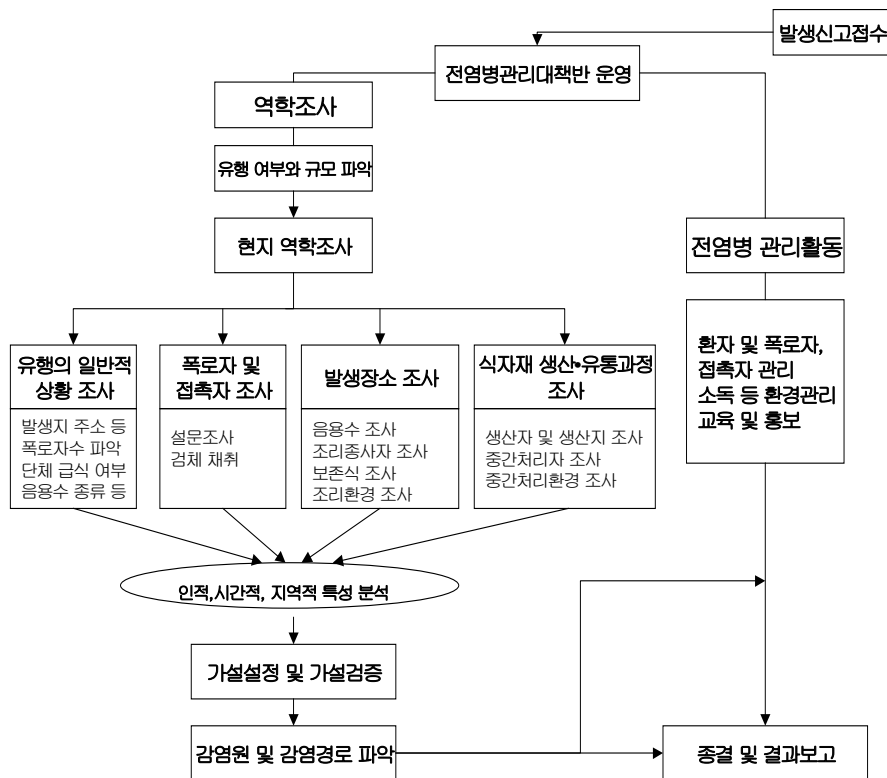 발생신고접수
전염병관리대책반 운영
역학조사
유행 여부와 규모 파악
현지 역학조사
전염병 관리활동
유행의 일반적
상황 조사
발생지 주소 등
폭로자수 파악
단체 급식 여부
음용수 종류 등
폭로자 및
접촉자 조사
설문조사
검체 채취
발생장소 조사
음용수 조사
조리종사자 조사
보존식 조사
조리환경 조사
식자재 생산•유통과정
조사
생산자 및 생산지 조사
중간처리자 조사
중간처리환경 조사
환자 및 폭로자,
접촉자 관리
소독 등 환경관리
교육 및 홍보
인적,시간적, 지역적 특성 분석
가설설정 및 가설검증
감염원 및 감염경로 파악
종결 및 결과보고